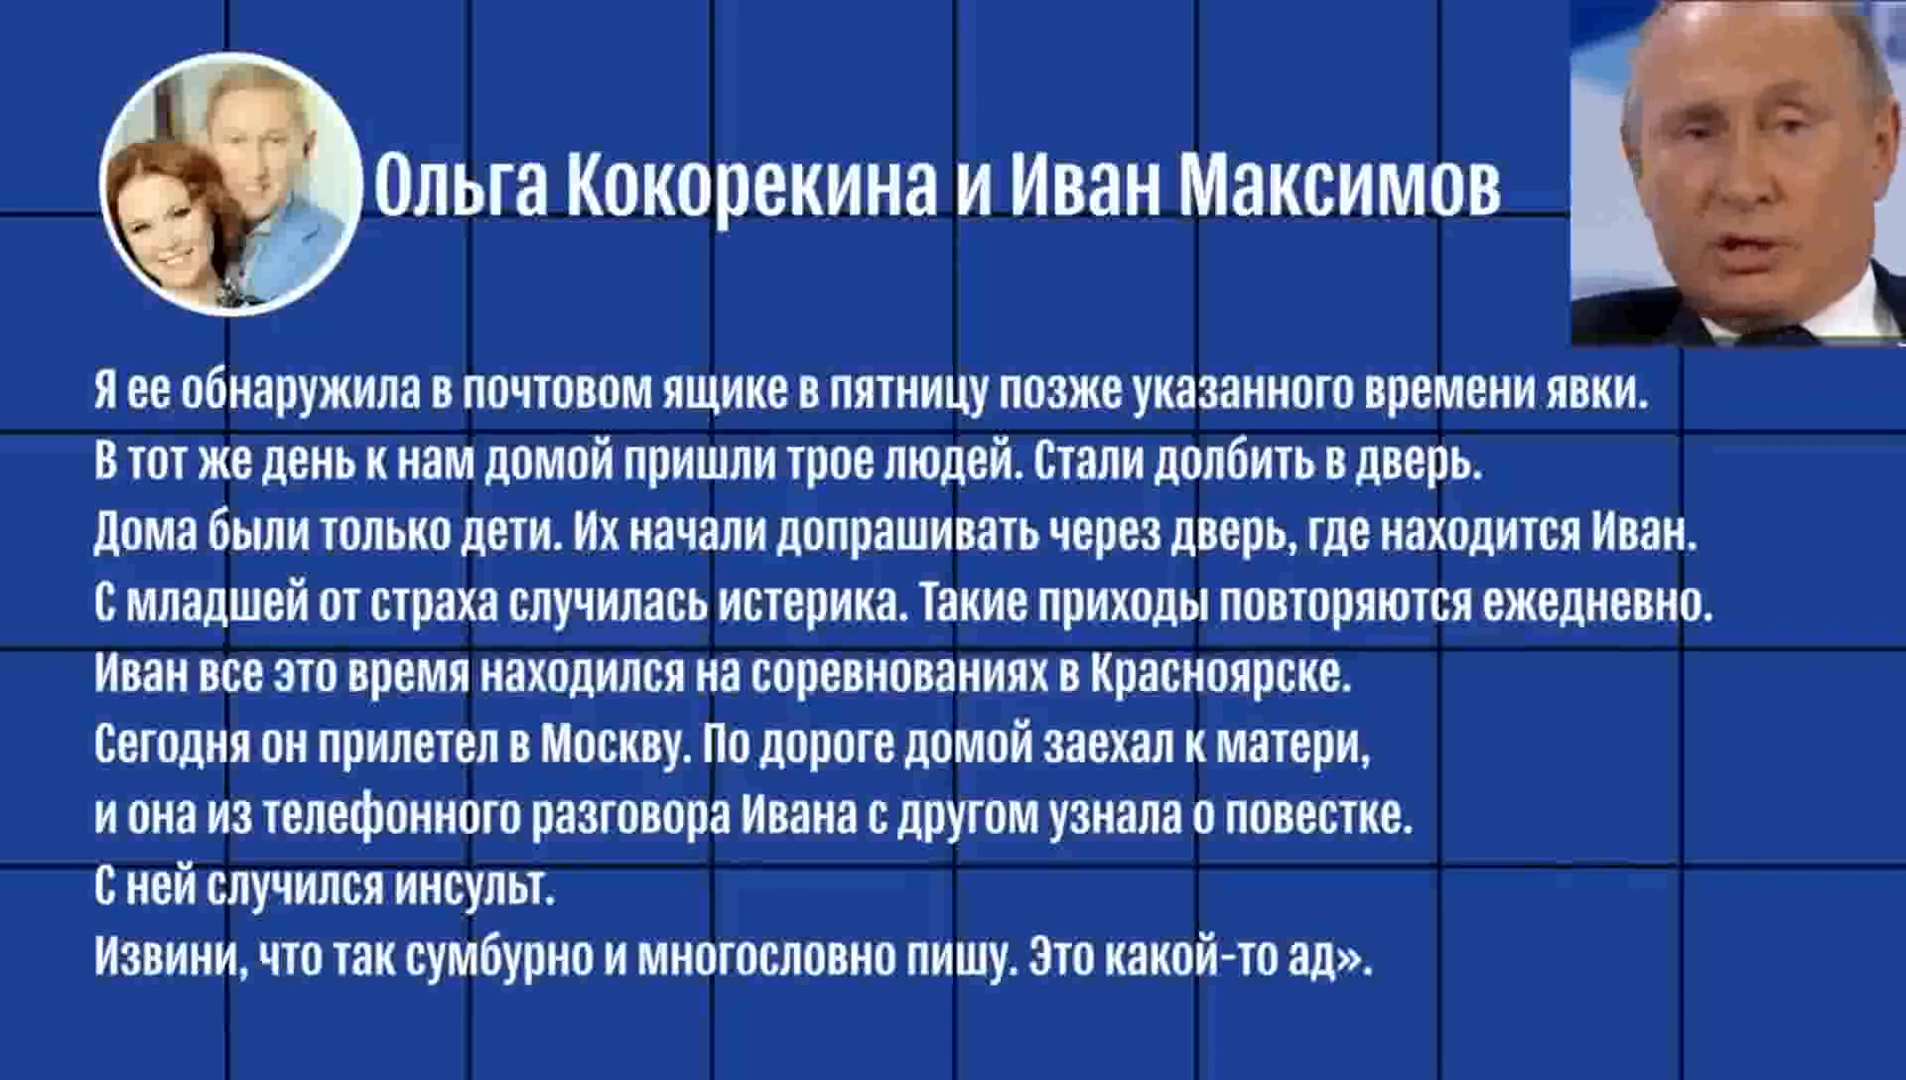 Ольга Кокорекина и Иван Максимов
Я ее обнаружила в почтовом ящике в пятницу позже указанного времени явки.
В тот же день к нам домой пришли трое людей. Стали долбить в дверь.
Дома были только дети. Их начали допрашивать через дверь, где находится Иван.
С младшей от страха случилась истерика. Такие приходы повторяются ежедневно.
Иван все это время находился на соревнованиях в Красноярске.
Сегодня он прилетел в Москву. По дороге домой заехал к матери,
и она из телефонного разговора Ивана с другом узнала о повестке.
С ней случился инсульт.
Извини, что так сумбурно и многословно пишу. Это какой-то ад».